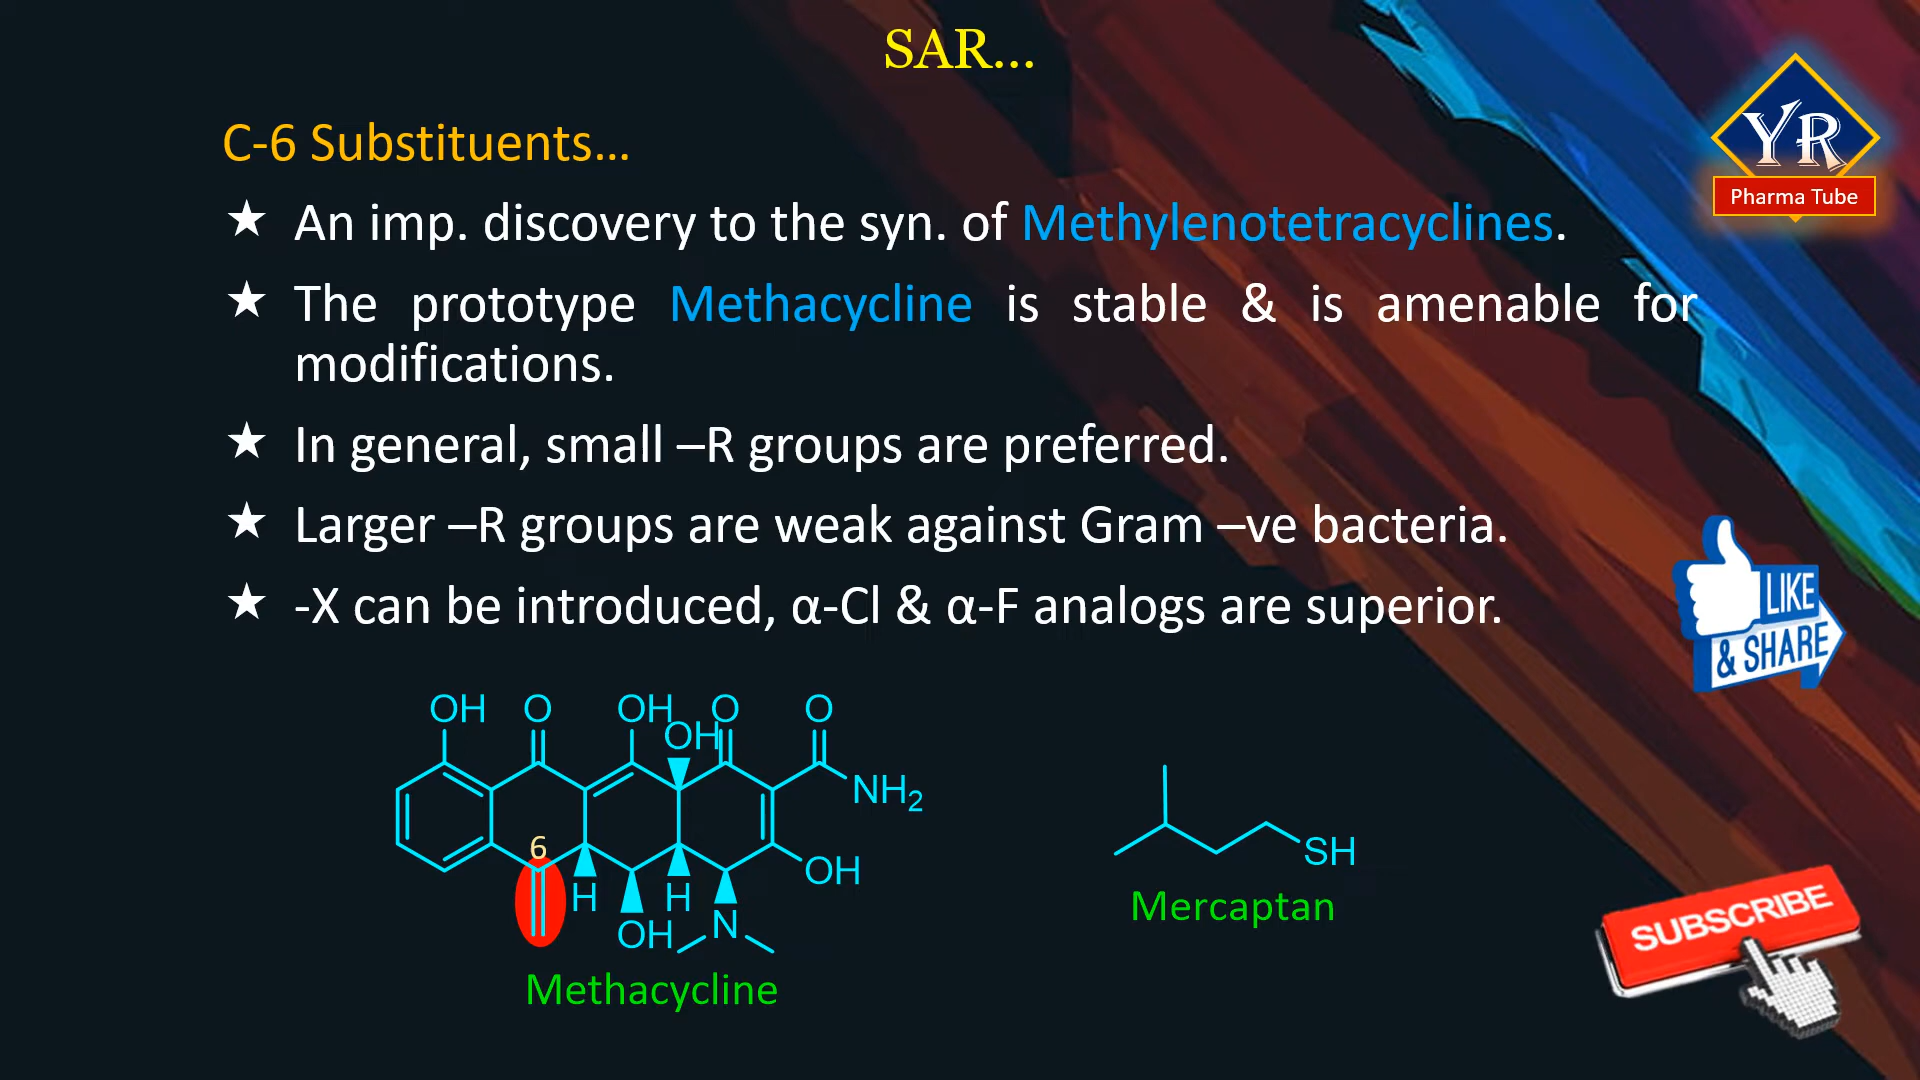 SAR...
YR
Pharma Tube
C-6 Substituents...
★ An imp. discovery to the syn. of Methylenotetracyclines.
★ The prototype Methacycline is stable & is amenable for
modifications.
★ In general, small –R groups are preferred.
★ Larger –R groups are weak against Gram –ve bacteria.
★ -X can be introduced, α-Cl & α-F analogs are superior.
LIKE
& SHARE
OH O OH O O
OH
NH2
6
H H OH
OH N
Methacycline
SH
Mercaptan
SUBSCRIBE